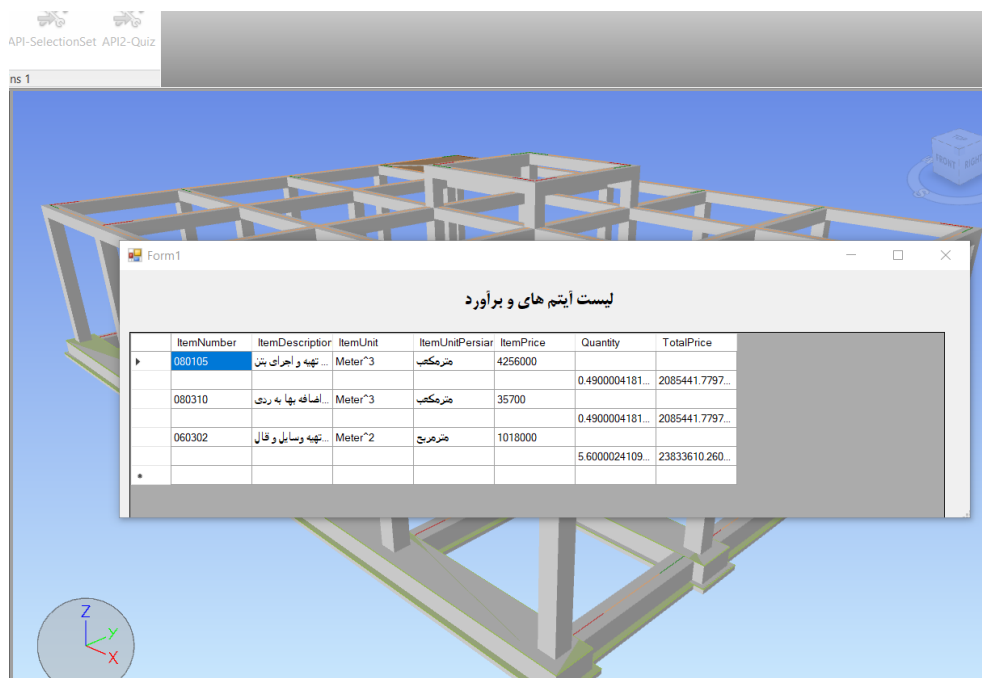 API-SelectionSet API2-Quiz
ns 1
FRONT RIGHT
Form1
لیست آیتم های و برآورد
ItemNumber ItemDescription ItemUnit ItemUnitPersian ItemPrice Quantity TotalPrice
080105 تهیه و اجرای بتن ... Meter^3 مترمکعب 4256000
0.4900004181... 2085441.7797...
080310 اضافه بها به ردی... Meter^3 مترمکعب 35700
0.4900004181... 2085441.7797...
060302 تهیه وسایل و قال... Meter^2 مترمربع 1018000
5.6000024109... 23833610.260...
Z
Y
X